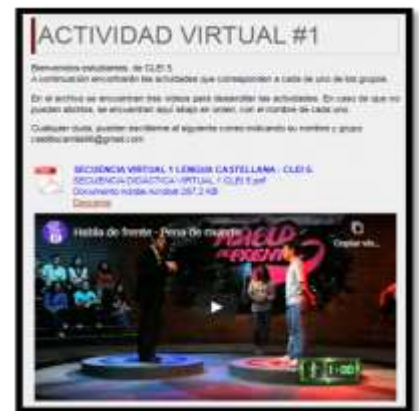 ACTIVIDAD VIRTUAL #1
Bienvenidos estudiantes, de CLEI 5.
A continuación encontrarán las actividades que corresponden a cada de uno de los grupos.
En el archivo se encuentran tres videos para desarrollar las actividades. En caso de que no
puedan abrirlos, se encuentran aquí abajo en orden, con el nombre de cada uno.
Cualquier duda, pueden escribirme al siguiente correo indicando su nombre y grupo
SECUENCIA VIRTUAL 1 LENGUA CASTELLANA - CLEI 5.
SECUENCIA DIDÁCTICA VIRTUAL 1 CLEI 5.pdf
Documento Adobe Acrobat 297.2 KB
Descarga
Habla de frente - Pena de muerte
Copiar
HABLA
DE FRENTE
1:00